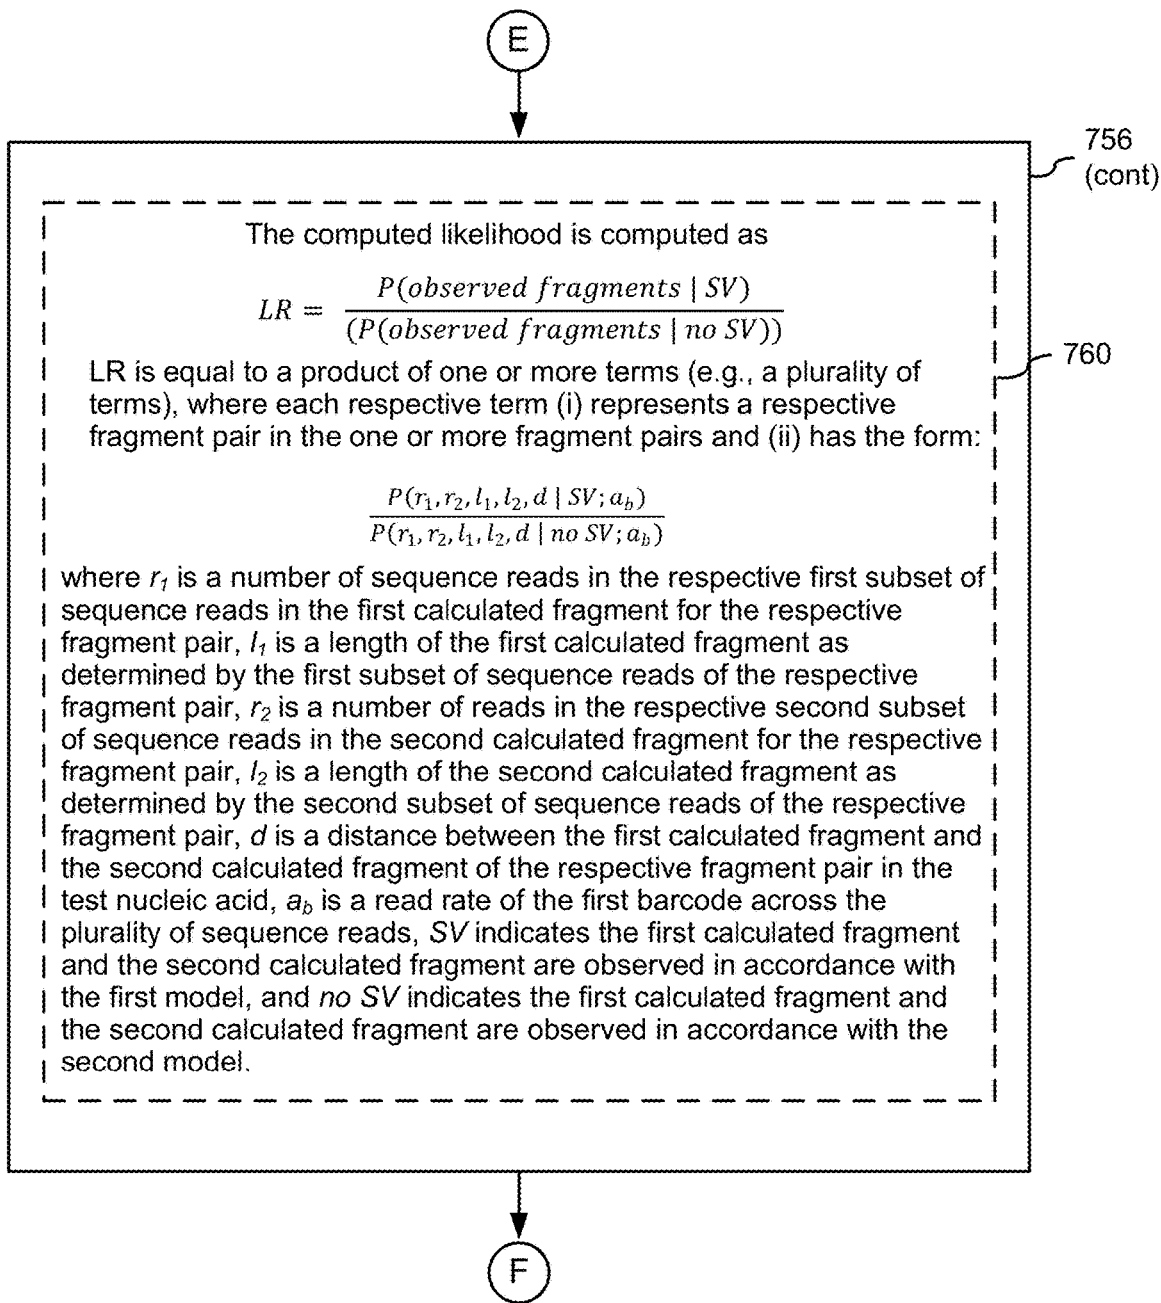 E
756
(cont)
The computed likelihood is computed as
LR = P(observed fragments | SV) / (P(observed fragments | no SV))
760
LR is equal to a product of one or more terms (e.g., a plurality of
terms), where each respective term (i) represents a respective
fragment pair in the one or more fragment pairs and (ii) has the form:
P(r₁, r₂, l₁, l₂, d | SV; a_b) / P(r₁, r₂, l₁, l₂, d | no SV; a_b)
where r₁ is a number of sequence reads in the respective first subset of
sequence reads in the first calculated fragment for the respective
fragment pair, l₁ is a length of the first calculated fragment as
determined by the first subset of sequence reads of the respective
fragment pair, r₂ is a number of reads in the respective second subset
of sequence reads in the second calculated fragment for the respective
fragment pair, l₂ is a length of the second calculated fragment as
determined by the second subset of sequence reads of the respective
fragment pair, d is a distance between the first calculated fragment and
the second calculated fragment of the respective fragment pair in the
test nucleic acid, a_b is a read rate of the first barcode across the
plurality of sequence reads, SV indicates the first calculated fragment
and the second calculated fragment are observed in accordance with
the first model, and no SV indicates the first calculated fragment and
the second calculated fragment are observed in accordance with the
second model.
F